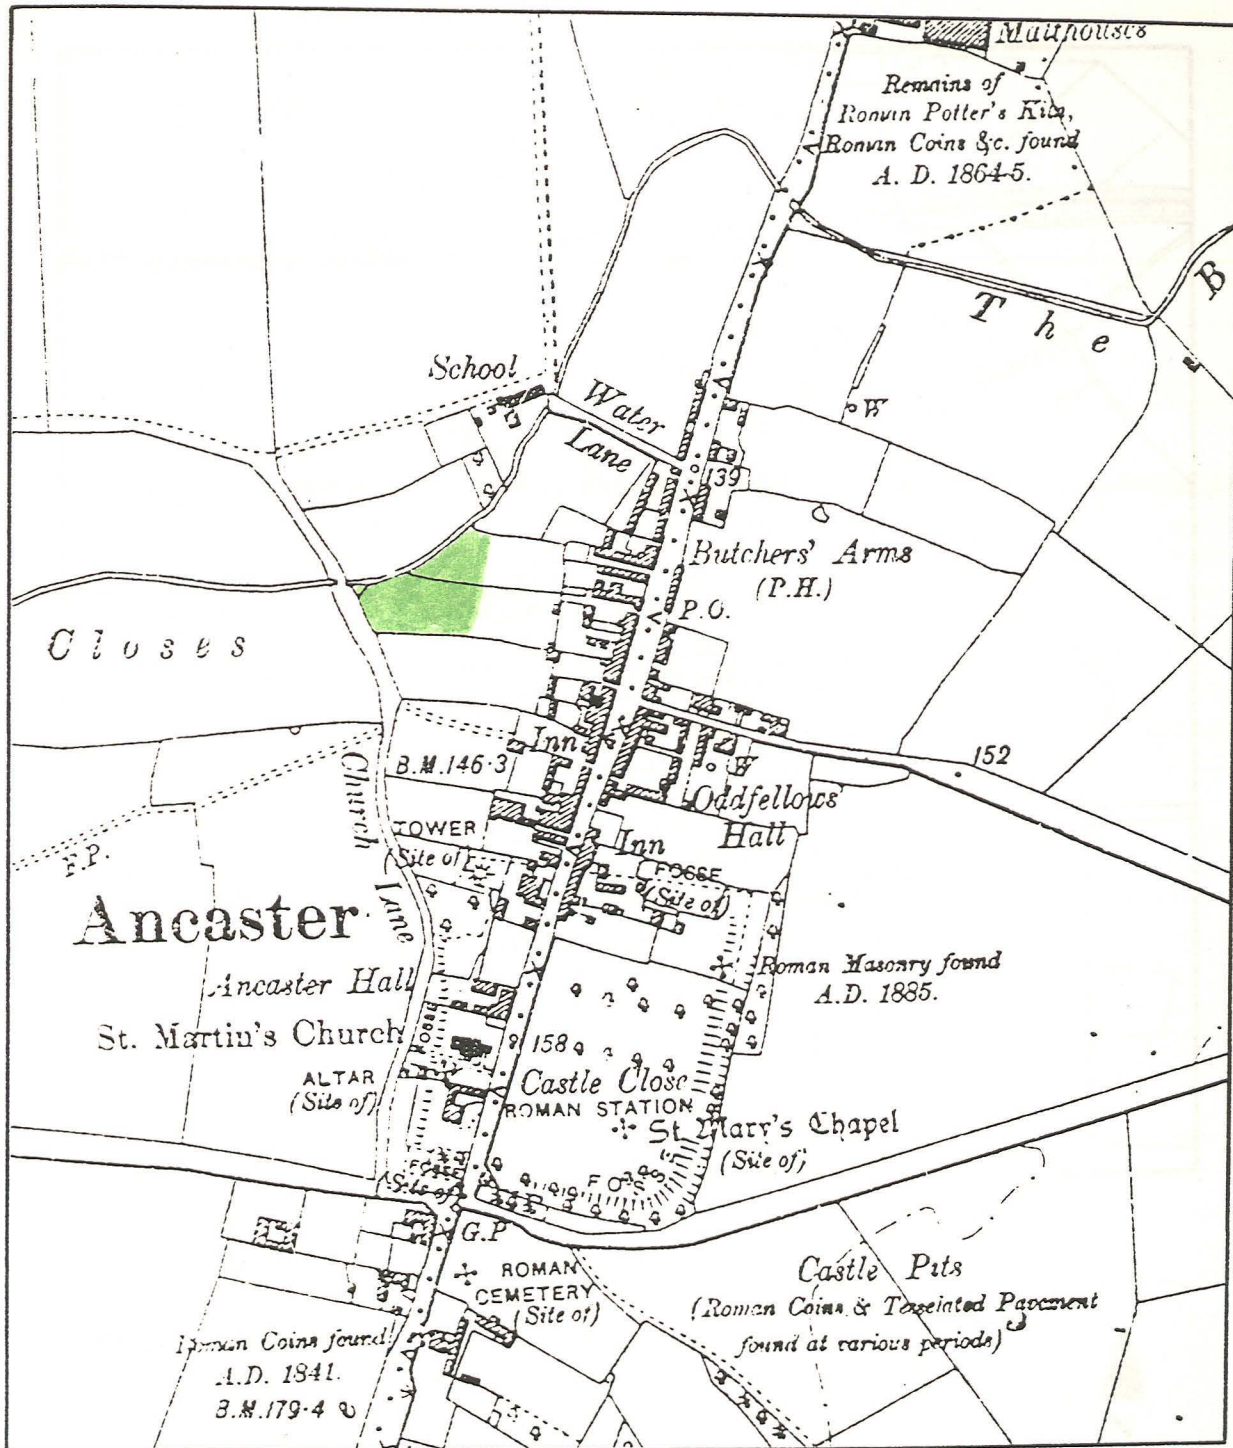 Malthouses
Remains of
Roman Potter's Kiln,
Roman Coins &c. found
A. D. 1864-5.
The B
School
Water
Lane
W
139
Butchers' Arms
(P.H.)
P.O.
Closes
Inn
B.M.146·3
152
W
Oddfellows'
Hall
Church
Lane
TOWER
(Site of)
Inn
FOSSE
(Site of)
F.P.
Ancaster
Roman Masonry found
A.D. 1885.
Ancaster Hall
St. Martin's Church
FOSSE
158
ALTAR
(Site of)
Castle Close
ROMAN STATION
St. Mary's Chapel
(Site of)
FOSSE
FOSSE
(Site of)
G.P
ROMAN
CEMETERY
(Site of)
Castle Pits
(Roman Coins & Tesselated Pavement
found at various periods)
Roman Coins found
A.D. 1841.
B.M.179·4